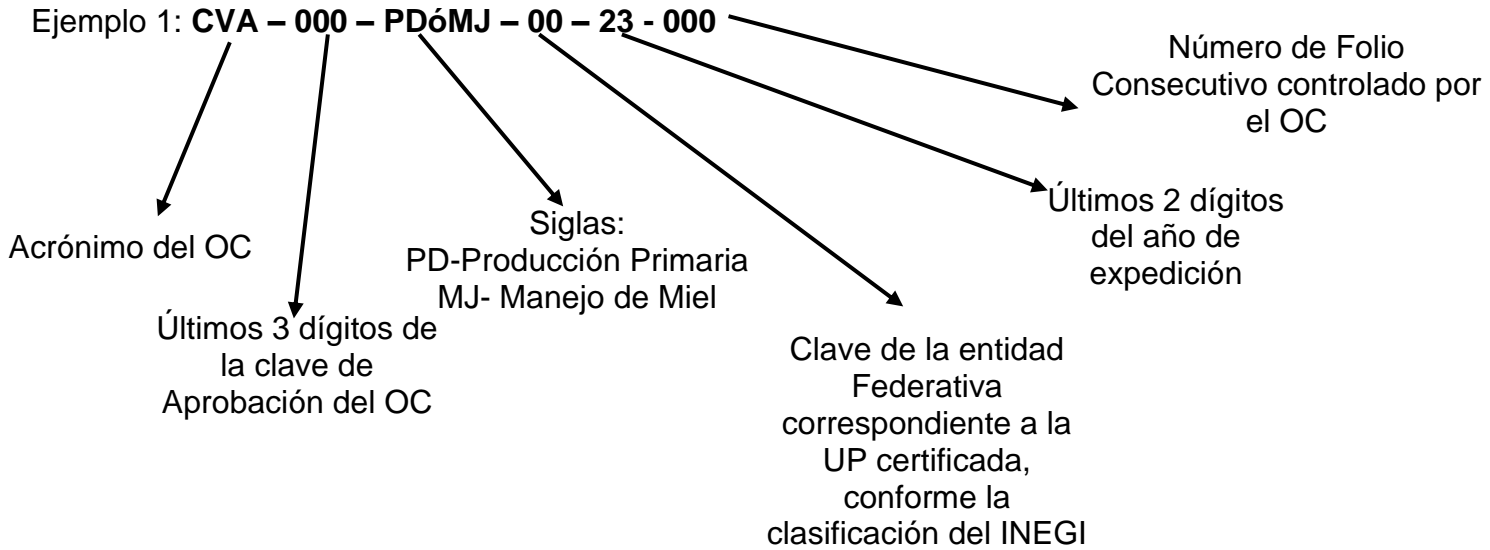 Ejemplo 1: CVA – 000 – PDóMJ – 00 – 23 - 000
Número de Folio
Consecutivo controlado por
el OC
Últimos 2 dígitos
del año de
expedición
Siglas:
PD-Producción Primaria
MJ- Manejo de Miel
Acrónimo del OC
Últimos 3 dígitos de
la clave de
Aprobación del OC
Clave de la entidad
Federativa
correspondiente a la
UP certificada,
conforme la
clasificación del INEGI